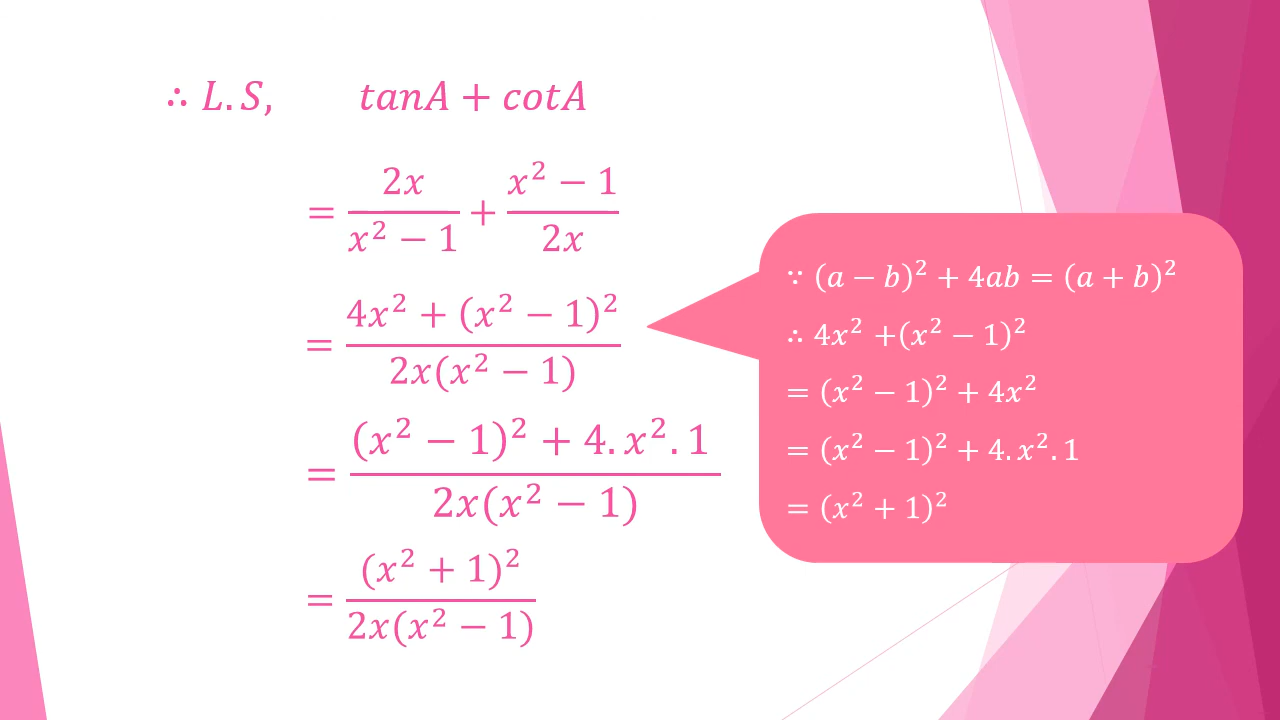 ∴ L.S, tanA + cotA
= 2x/(x² − 1) + (x² − 1)/2x
= (4x² + (x² − 1)²)/(2x(x² − 1))
= ((x² − 1)² + 4.x².1)/(2x(x² − 1))
= (x² + 1)²/(2x(x² − 1))
∵ (a − b)² + 4ab = (a + b)²
∴ 4x² +(x² − 1)²
= (x² − 1)² + 4x²
= (x² − 1)² + 4.x².1
= (x² + 1)²